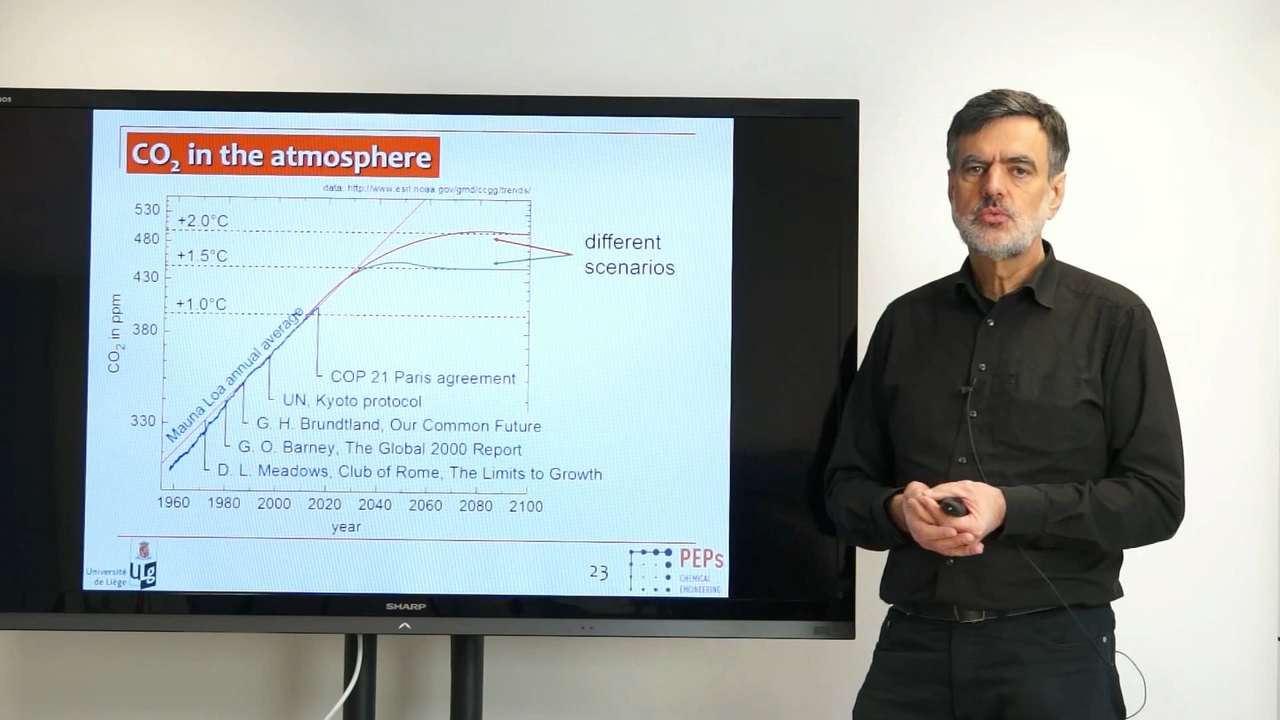 CO2 in the atmosphere
data: http://www.esrl.noaa.gov/gmd/ccgg/trends/
530
480
430
380
330
CO2 in ppm
+2.0°C
+1.5°C
+1.0°C
different
scenarios
Mauna Loa annual average
COP 21 Paris agreement
UN, Kyoto protocol
G. H. Brundtland, Our Common Future
G. O. Barney, The Global 2000 Report
D. L. Meadows, Club of Rome, The Limits to Growth
1960 1980 2000 2020 2040 2060 2080 2100
year
Université
de Liège
23
PEPs
CHEMICAL
ENGINEERING
SHARP